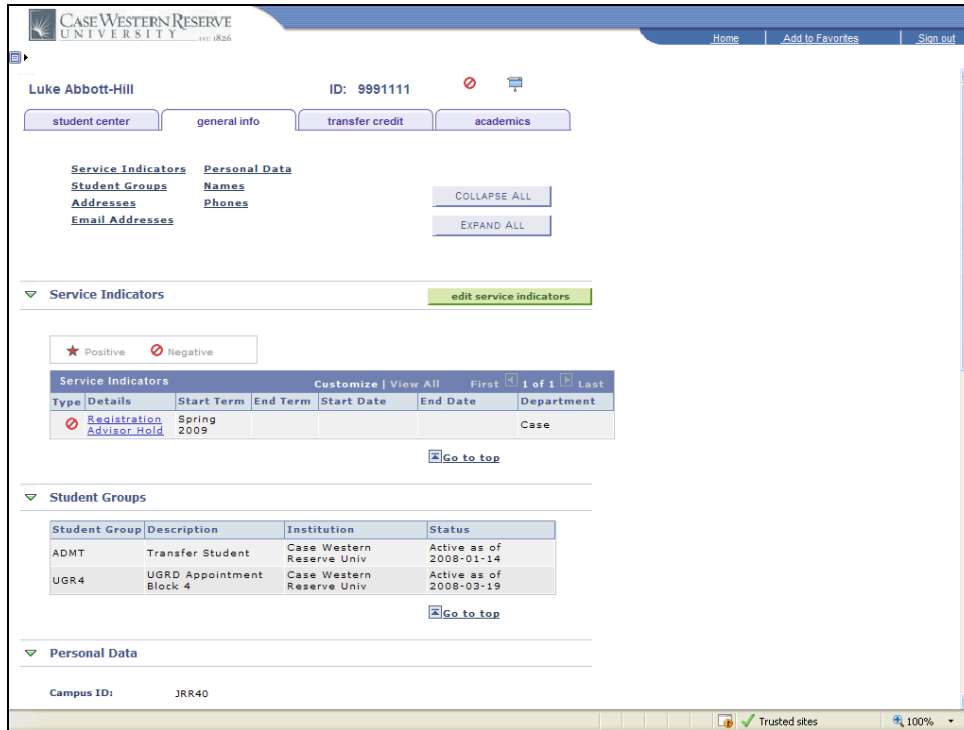 CASE WESTERN RESERVE
UNIVERSITY EST. 1826
Home | Add to Favorites | Sign out
Luke Abbott-Hill ID: 9991111
student center general info transfer credit academics
Service Indicators Personal Data
Student Groups Names
Addresses Phones
Email Addresses
COLLAPSE ALL
EXPAND ALL
Service Indicators edit service indicators
Positive Negative
Service Indicators Customize | View All First 1 of 1 Last
Type Details Start Term End Term Start Date End Date Department
Registration Advisor Hold Spring 2009 Case
Go to top
Student Groups
Student Group Description Institution Status
ADMT Transfer Student Case Western Reserve Univ Active as of 2008-01-14
UGR4 UGRD Appointment Block 4 Case Western Reserve Univ Active as of 2008-03-19
Go to top
Personal Data
Campus ID: JRR40
Trusted sites 100%